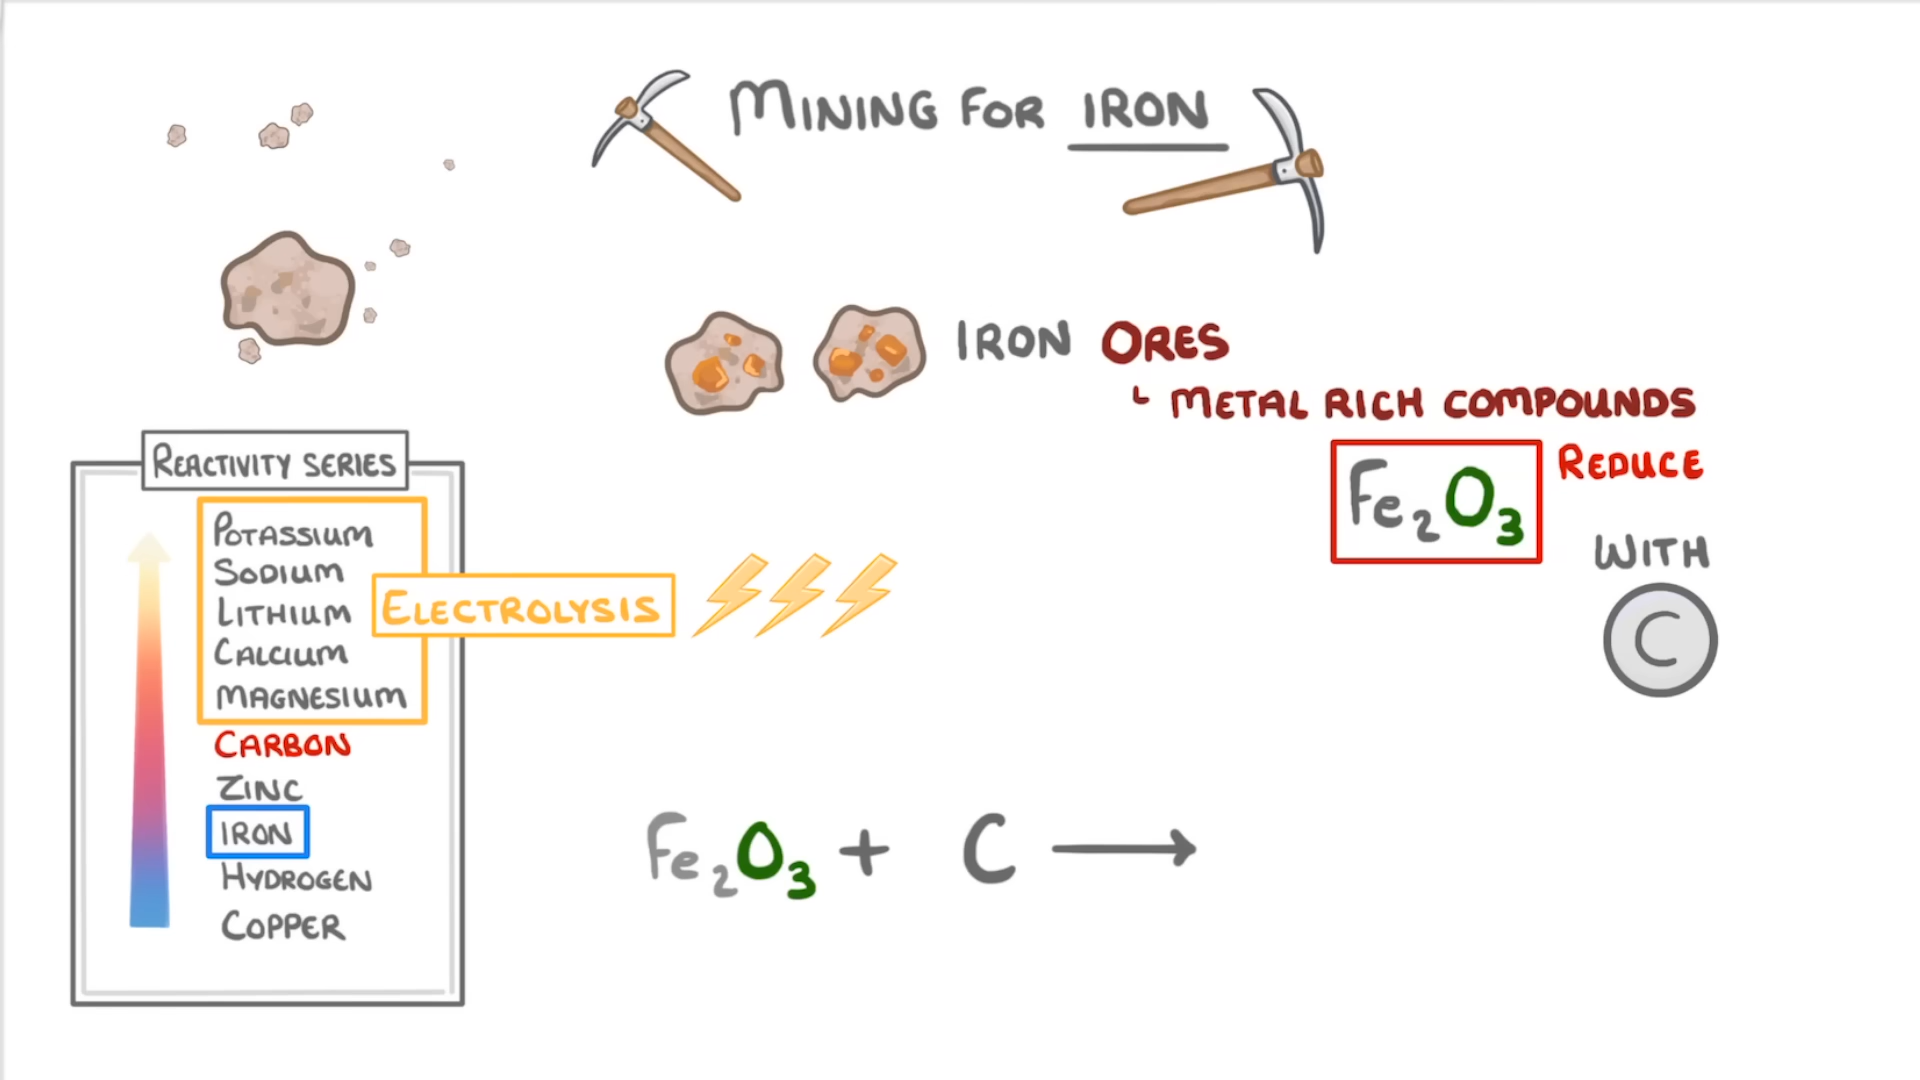 MINING FOR IRON
IRON ORES
METAL RICH COMPOUNDS
Fe₂O₃ REDUCE
WITH
C
REACTIVITY SERIES
POTASSIUM
SODIUM
LITHIUM
CALCIUM
MAGNESIUM
CARBON
ZINC
IRON
HYDROGEN
COPPER
ELECTROLYSIS
Fe₂O₃ + C →